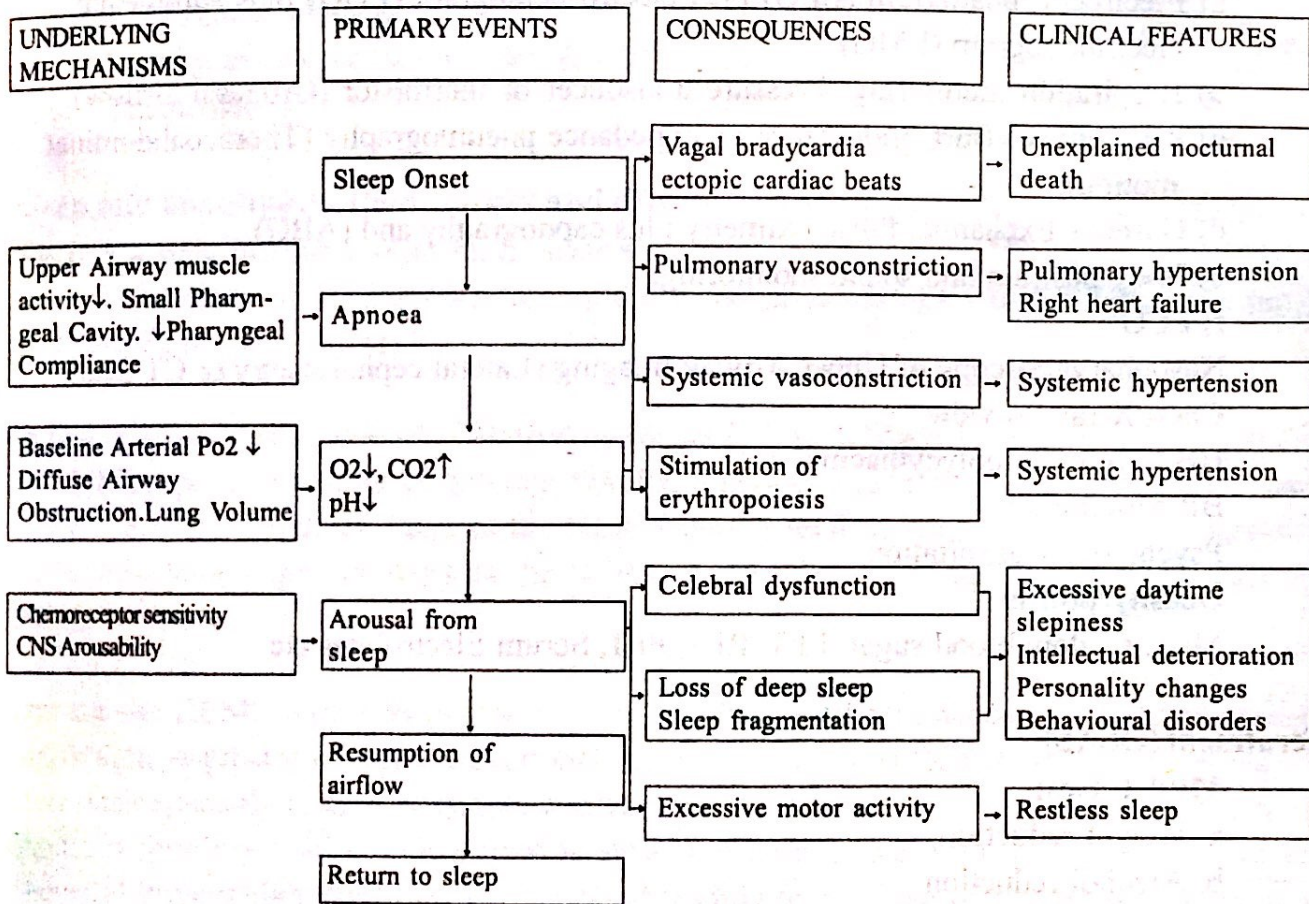 UNDERLYING
MECHANISMS
PRIMARY EVENTS
CONSEQUENCES
CLINICAL FEATURES
Sleep Onset
Vagal bradycardia
ectopic cardiac beats
Unexplained nocturnal
death
Upper Airway muscle
activity↓. Small Pharyn-
geal Cavity. ↓Pharyngeal
Compliance
Apnoea
Pulmonary vasoconstriction
Pulmonary hypertension
Right heart failure
Systemic vasoconstriction
Systemic hypertension
Baseline Arterial Po2 ↓
Diffuse Airway
Obstruction.Lung Volume
O2↓, CO2↑
pH↓
Stimulation of
erythropoiesis
Systemic hypertension
Chemoreceptor sensitivity
CNS Arousability
Arousal from
sleep
Celebral dysfunction
Loss of deep sleep
Sleep fragmentation
Excessive daytime
slepiness
Intellectual deterioration
Personality changes
Behavioural disorders
Resumption of
airflow
Excessive motor activity
Restless sleep
Return to sleep